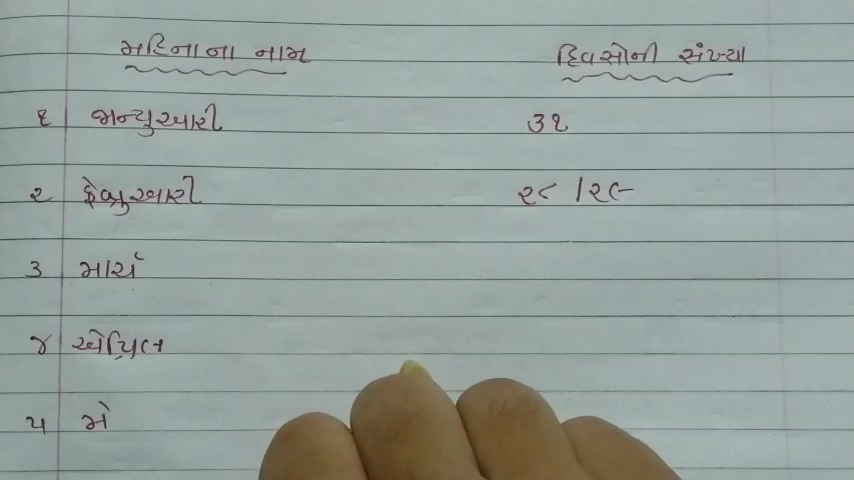 મહિનાના નામ દિવસોની સંખ્યા
૧ જાન્યુઆરી ૩૧
૨ ફેબ્રુઆરી ૨૮ /૨૯
૩ માર્ચ
૪ એપ્રિલ
૫ મે